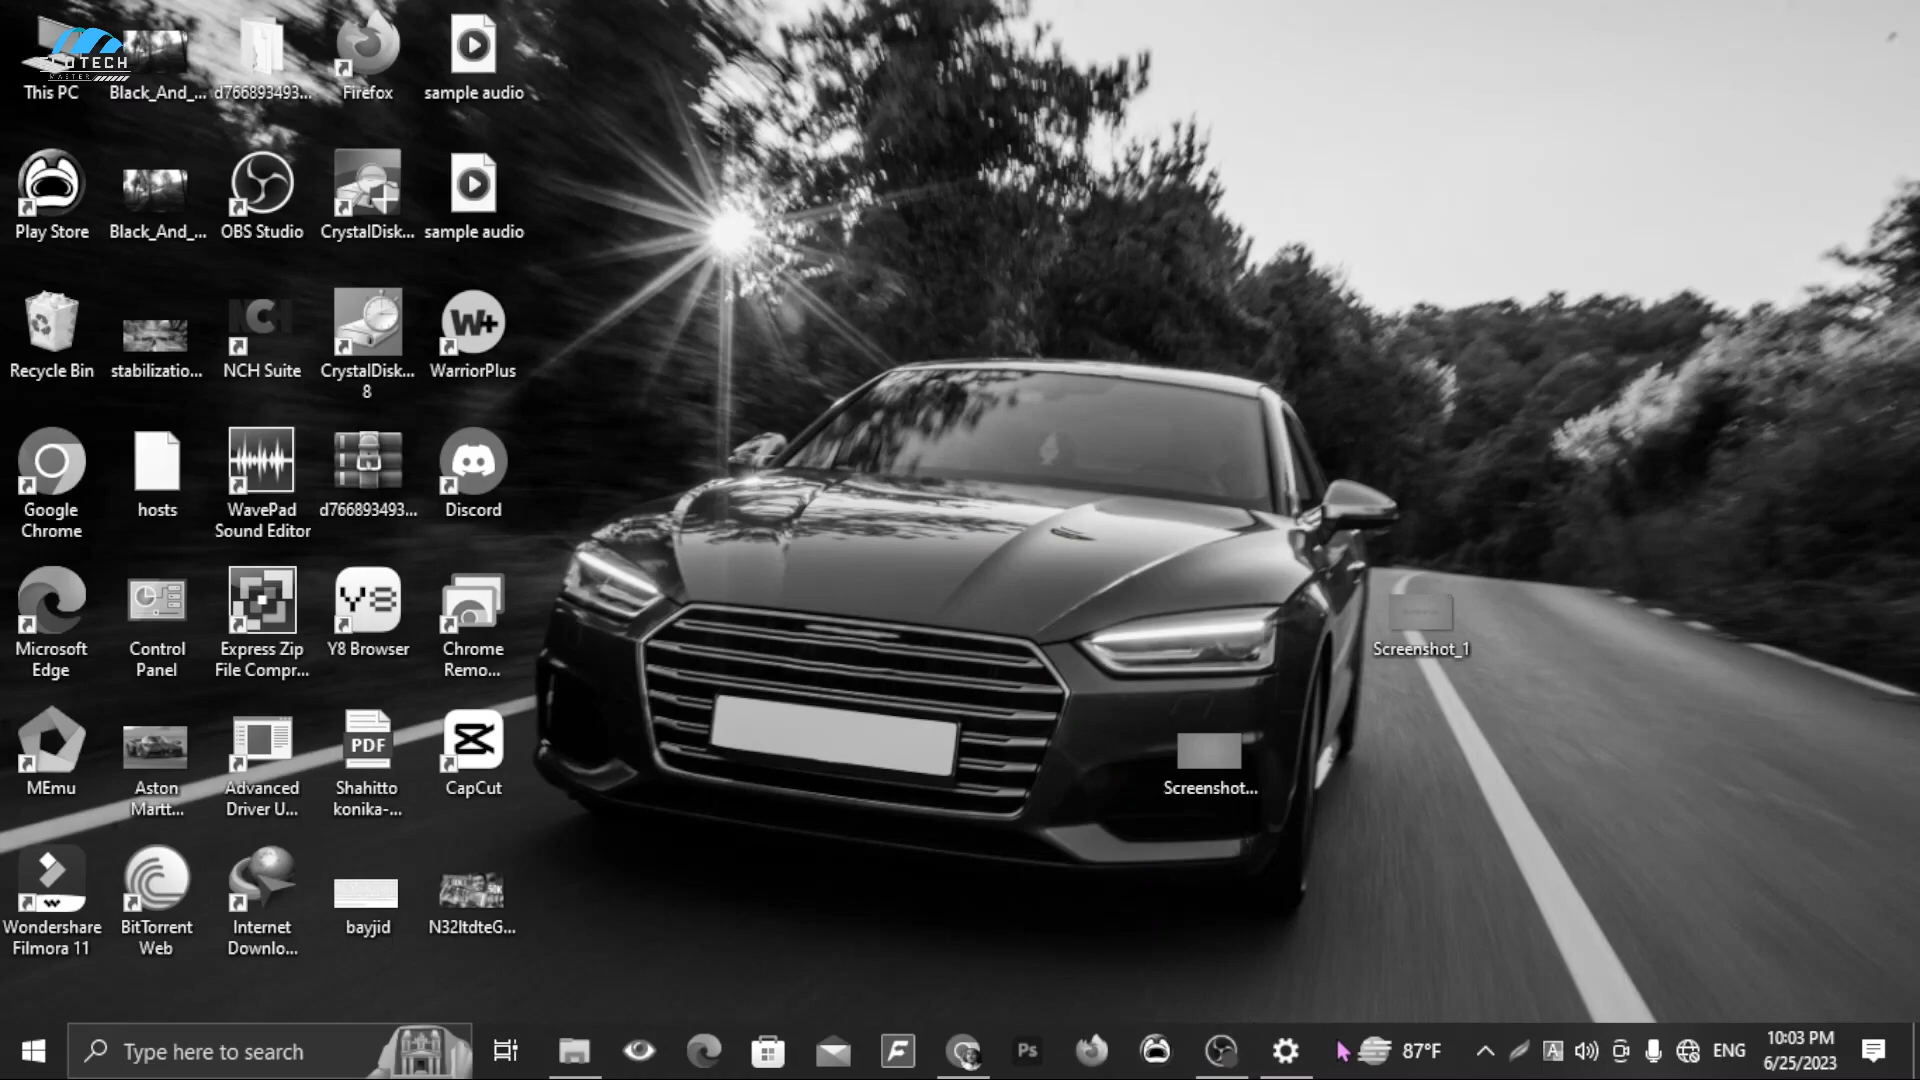 TECH
MASTER
This PC
Black_And_...
d766893493...
Firefox
sample audio
Play Store
Black_And_...
OBS Studio
CrystalDisk...
sample audio
Recycle Bin
stabilizatio...
NCH
NCH Suite
CrystalDisk...
8
W+
WarriorPlus
Google
Chrome
hosts
WavePad
Sound Editor
d766893493...
Discord
Microsoft
Edge
Control
Panel
Express Zip
File Compr...
Y8
Y8 Browser
Chrome
Remo...
Screenshot_1
MEmu
Aston
Martt...
Advanced
Driver U...
PDF
Shahitto
konika-...
CapCut
Screenshot...
Wondershare
Filmora 11
BitTorrent
Web
Internet
Downlo...
bayjid
N32ltdteG...
Type here to search
F
Ps
87°F
A
ENG
10:03 PM
6/25/2023